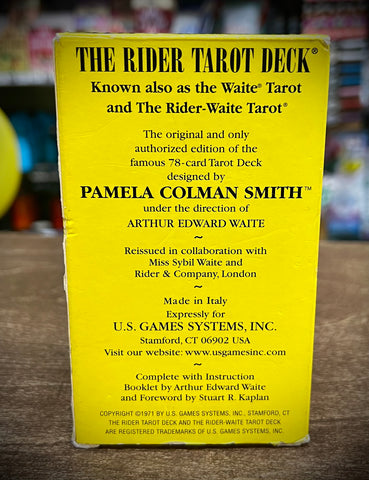 THE RIDER TAROT DECK®
Known also as the Waite® Tarot
and The Rider-Waite Tarot®
The original and only
authorized edition of the
famous 78-card Tarot Deck
designed by
PAMELA COLMAN SMITH™
under the direction of
ARTHUR EDWARD WAITE
~
Reissued in collaboration with
Miss Sybil Waite and
Rider & Company, London
~
Made in Italy
Expressly for
U.S. GAMES SYSTEMS, INC.
Stamford, CT 06902 USA
Visit our website: www.usgamesinc.com
~
Complete with Instruction
Booklet by Arthur Edward Waite
and Foreword of Stuart R. Kaplan
COPYRIGHT ©1971 BY U.S. GAMES SYSTEMS, INC., STAMFORD, CT
THE RIDER TAROT DECK AND THE RIDER-WAITE TAROT DECK
ARE REGISTERED TRADEMARKS OF U.S. GAMES SYSTEMS, INC.